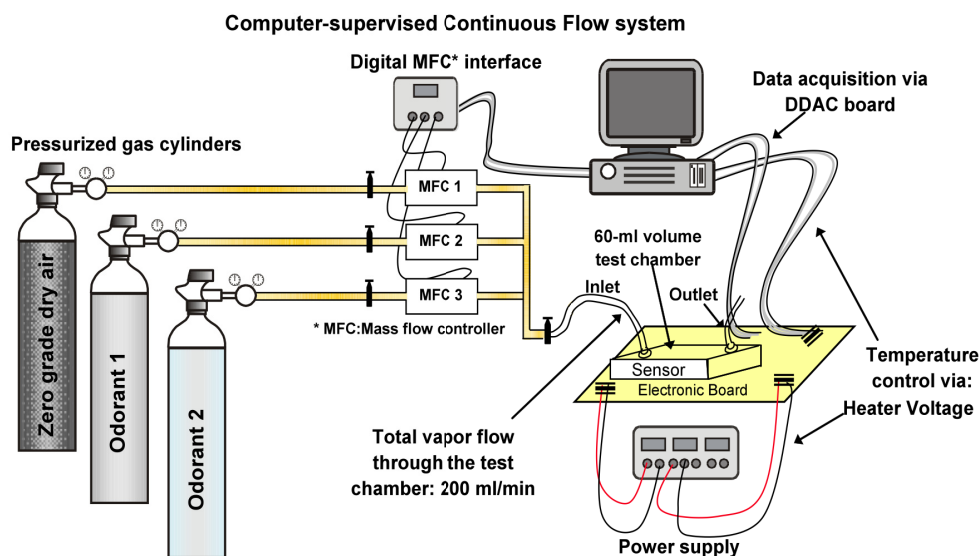 Computer-supervised Continuous Flow system
Digital MFC* interface
Data acquisition via
DDAC board
Pressurized gas cylinders
MFC 1
MFC 2
MFC 3
* MFC:Mass flow controller
60-ml volume
test chamber
Inlet
Outlet
Sensor
Electronic Board
Temperature
control via:
Heater Voltage
Zero grade dry air
Odorant 1
Odorant 2
Total vapor flow
through the test
chamber: 200 ml/min
Power supply